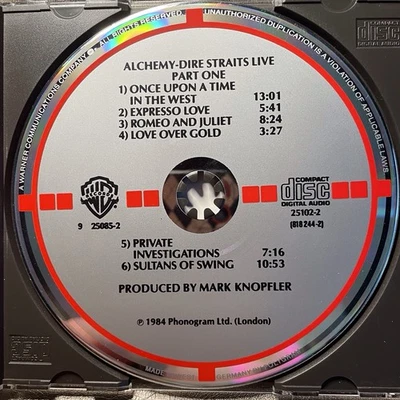 A WARNER COMMUNICATIONS COMPANY ALL RIGHTS RESERVED UNAUTHORIZED DUPLICATION IS A VIOLATION OF APPLICABLE LAWS
ALCHEMY-DIRE STRAITS LIVE
PART ONE
1) ONCE UPON A TIME
IN THE WEST 13:01
2) EXPRESSO LOVE 5:41
3) ROMEO AND JULIET 8:24
4) LOVE OVER GOLD 3:27
9 25085-2
COMPACT
disc
DIGITAL AUDIO
25102-2
(818 244-2)
5) PRIVATE
INVESTIGATIONS 7:16
6) SULTANS OF SWING 10:53
PRODUCED BY MARK KNOPFLER
℗ 1984 Phonogram Ltd. (London)
MADE
GERMANY
COMPACT
disc
DIGITAL AUDIO